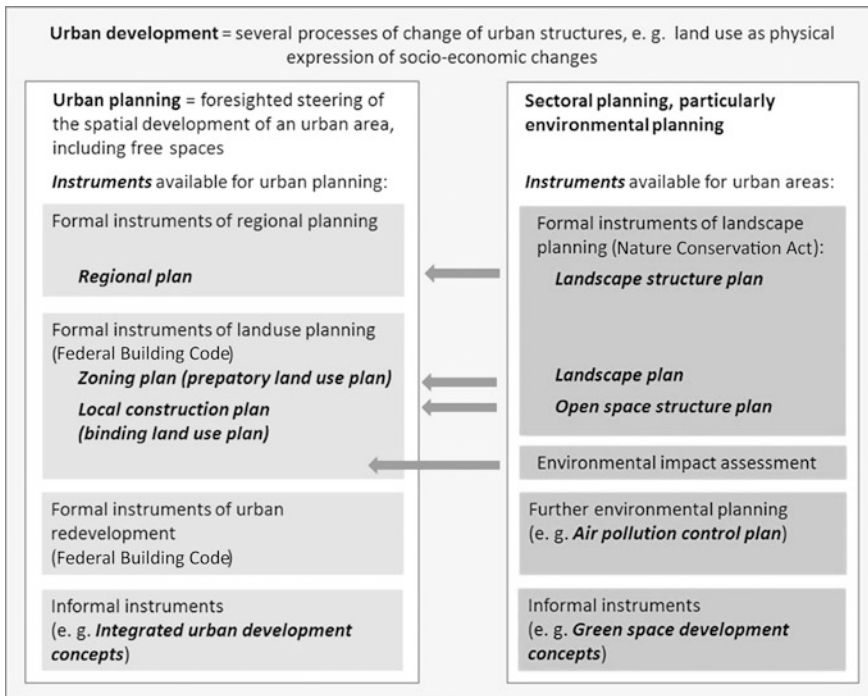 Urban development = several processes of change of urban structures, e. g. land use as physical
expression of socio-economic changes
Urban planning = foresighted steering of
the spatial development of an urban area,
including free spaces
Instruments available for urban planning:
Formal instruments of regional planning
Regional plan
Formal instruments of landuse planning
(Federal Building Code)
Zoning plan (prepatory land use plan)
Local construction plan
(binding land use plan)
Formal instruments of urban
redevelopment
(Federal Building Code)
Informal instruments
(e. g. Integrated urban development
concepts)
Sectoral planning, particularly
environmental planning
Instruments available for urban areas:
Formal instruments of landscape
planning (Nature Conservation Act):
Landscape structure plan
Landscape plan
Open space structure plan
Environmental impact assessment
Further environmental planning
(e. g. Air pollution control plan)
Informal instruments
(e. g. Green space development
concepts)